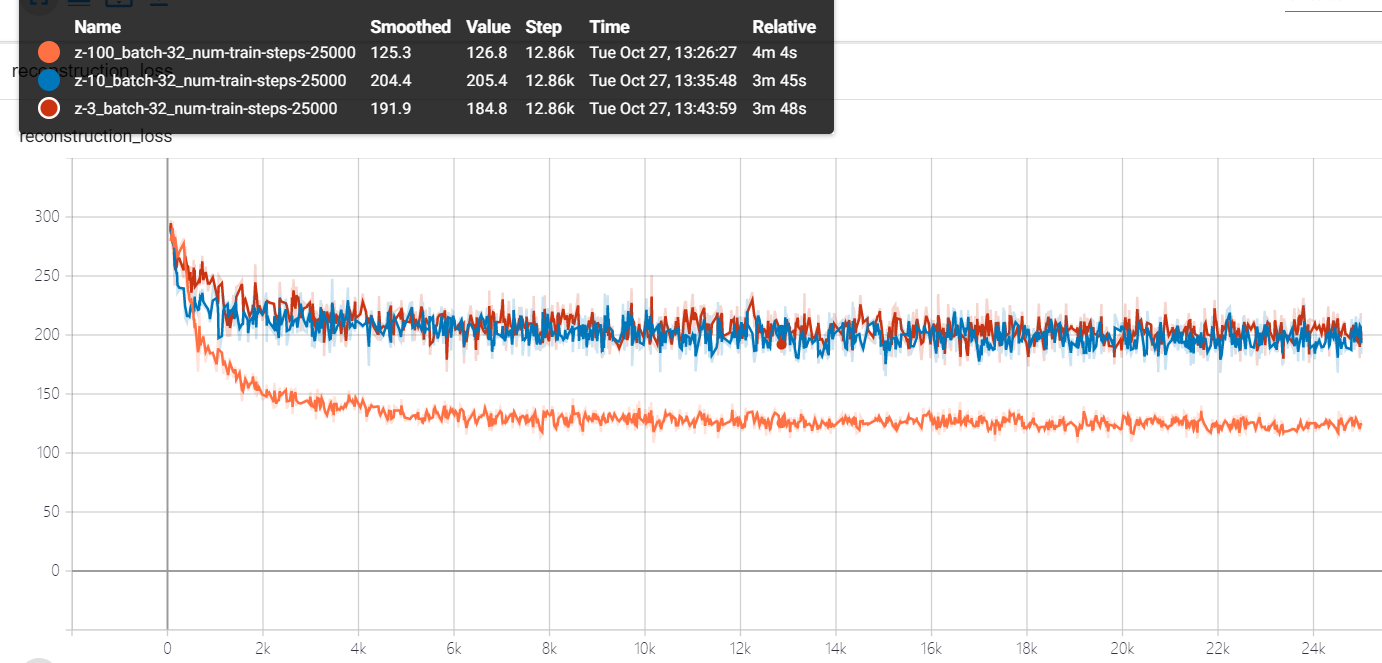 Name Smoothed Value Step Time Relative
z-100_batch-32_num-train-steps-25000 125.3 126.8 12.86k Tue Oct 27, 13:26:27 4m 4s
reconstruction_loss
z-10_batch-32_num-train-steps-25000 204.4 205.4 12.86k Tue Oct 27, 13:35:48 3m 45s
z-3_batch-32_num-train-steps-25000 191.9 184.8 12.86k Tue Oct 27, 13:43:59 3m 48s
reconstruction_loss
300
250
200
150
100
50
0
0 2k 4k 6k 8k 10k 12k 14k 16k 18k 20k 22k 24k